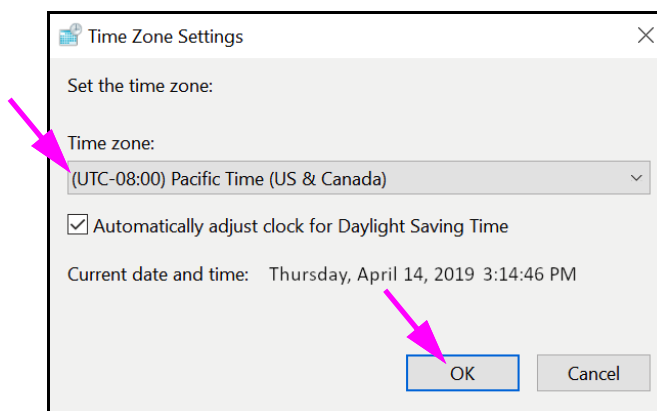 Time Zone Settings
Set the time zone:
Time zone:
(UTC-08:00) Pacific Time (US & Canada)
Automatically adjust clock for Daylight Saving Time
Current date and time: Thursday, April 14, 2019 3:14:46 PM
OK Cancel